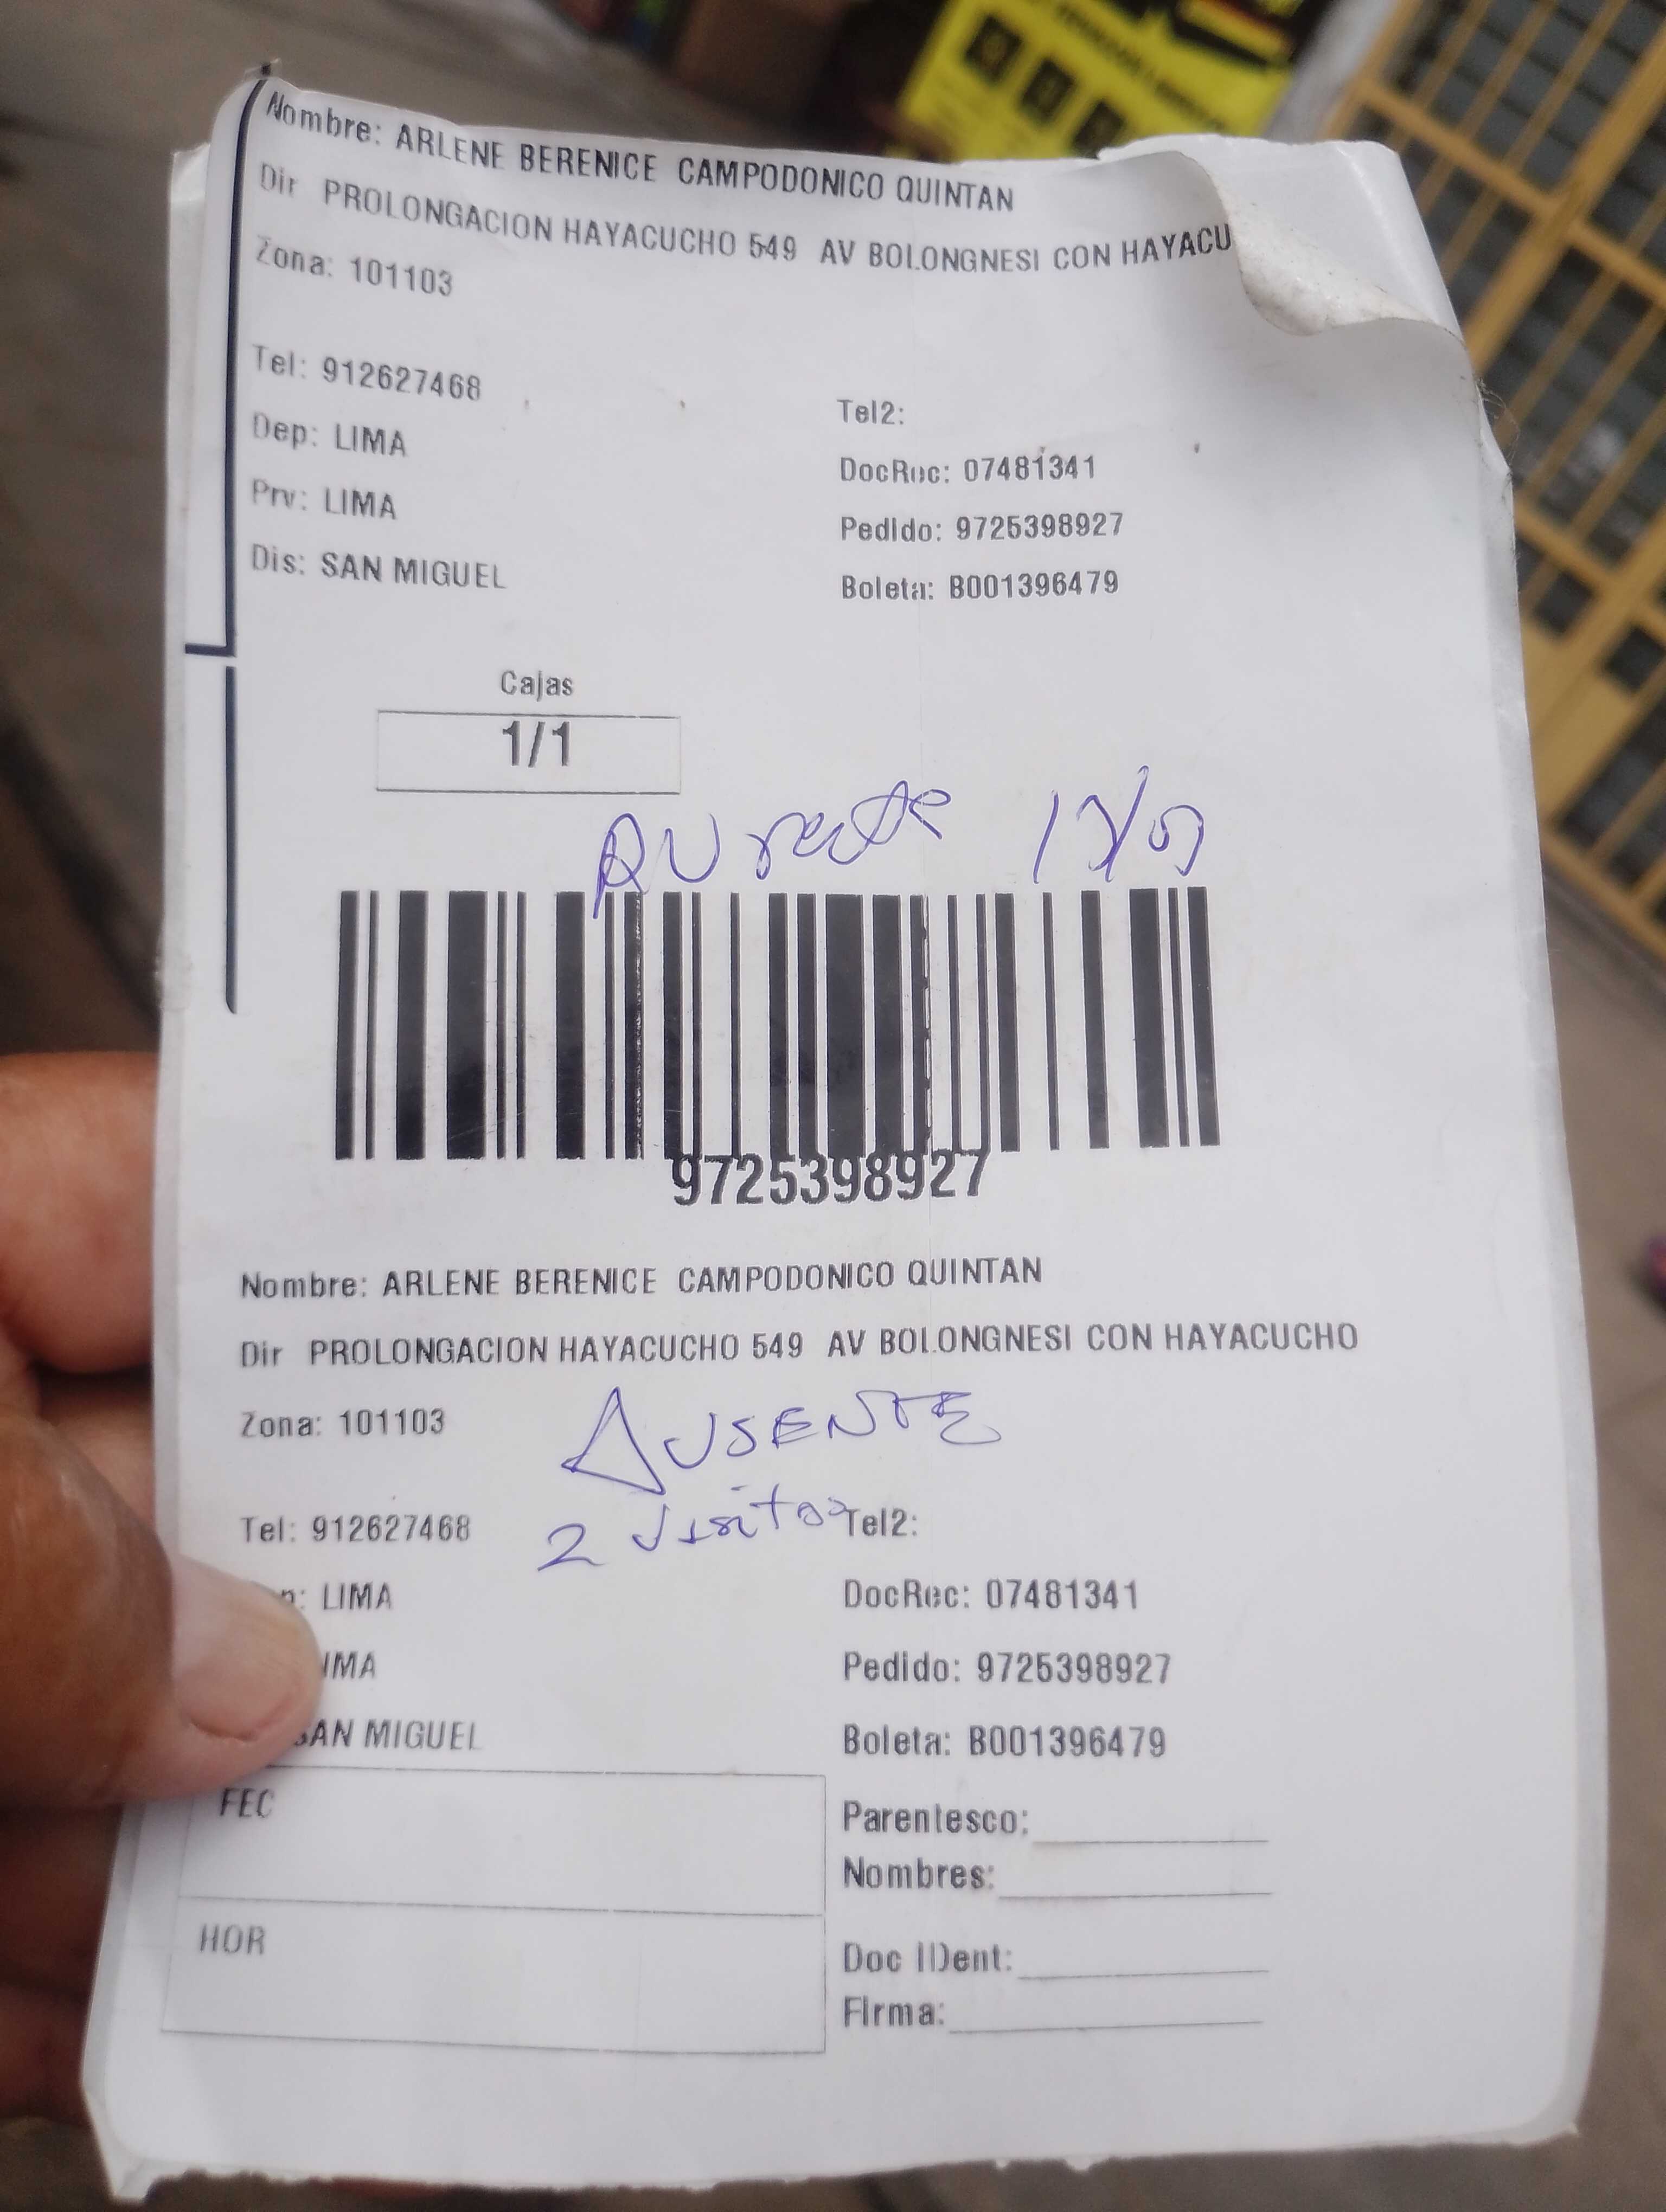 Nombre: ARLENE BERENICE CAMPODONICO QUINTAN
Dir PROLONGACION HAYACUCHO 549 AV BOLONGNESI CON HAYACU
Zona: 101103
Tel: 912627468
Tel2:
Dep: LIMA
DocRec: 07481341
Prv: LIMA
Pedido: 9725398927
Dis: SAN MIGUEL
Boleta: B001396479
Cajas
1/1
9725398927
Nombre: ARLENE BERENICE CAMPODONICO QUINTAN
Dir PROLONGACION HAYACUCHO 549 AV BOLONGNESI CON HAYACUCHO
Zona: 101103
AUSENTE
2 visitas
Tel: 912627468
Tel2:
LIMA
DocRec: 07481341
IMA
Pedido: 9725398927
SAN MIGUEL
Boleta: B001396479
FEC
Parentesco:
Nombres:
HOR
Doc IDent:
Firma: